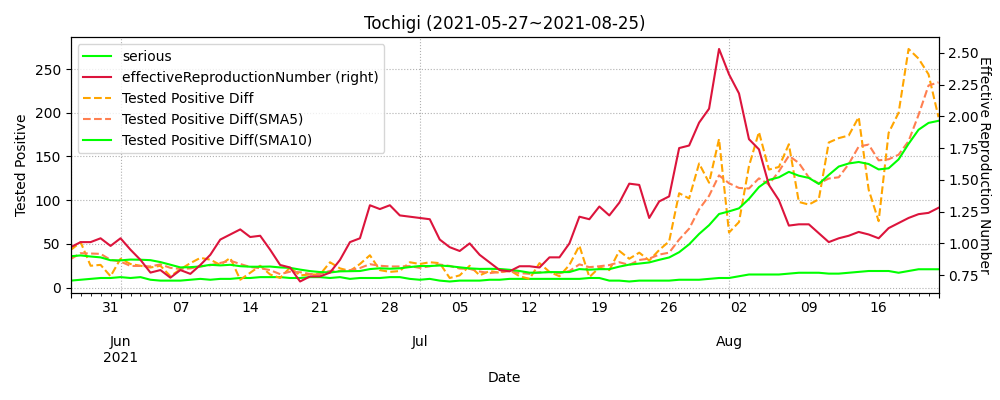 Tochigi (2021-05-27~2021-08-25)
serious
effectiveReproductionNumber (right)
Tested Positive Diff
Tested Positive Diff(SMA5)
Tested Positive Diff(SMA10)
Tested Positive
250
200
150
100
50
0
Effective Reproduction Number
2.50
2.25
2.00
1.75
1.50
1.25
1.00
0.75
31 07 14 21 28 05 12 19 26 02 09 16
Jun Jul Aug
2021
Date